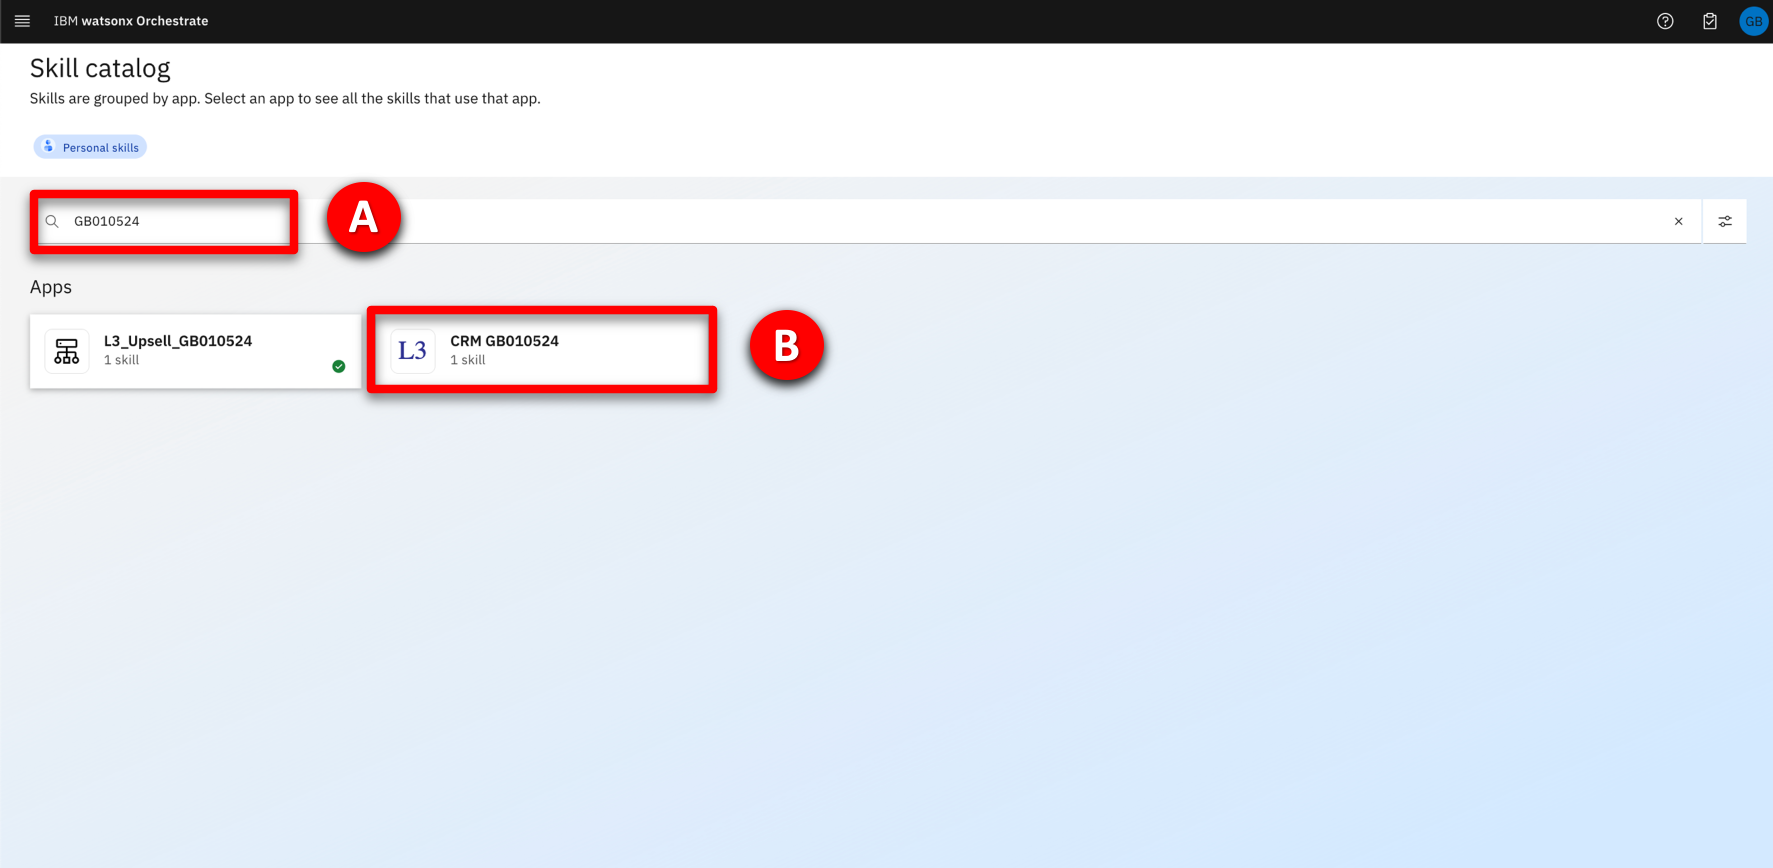 IBM watsonx Orchestrate
GB
Skill catalog
Skills are grouped by app. Select an app to see all the skills that use that app.
Personal skills
GB010524
A
Apps
L3_Upsell_GB010524
1 skill
L3
CRM GB010524
1 skill
B